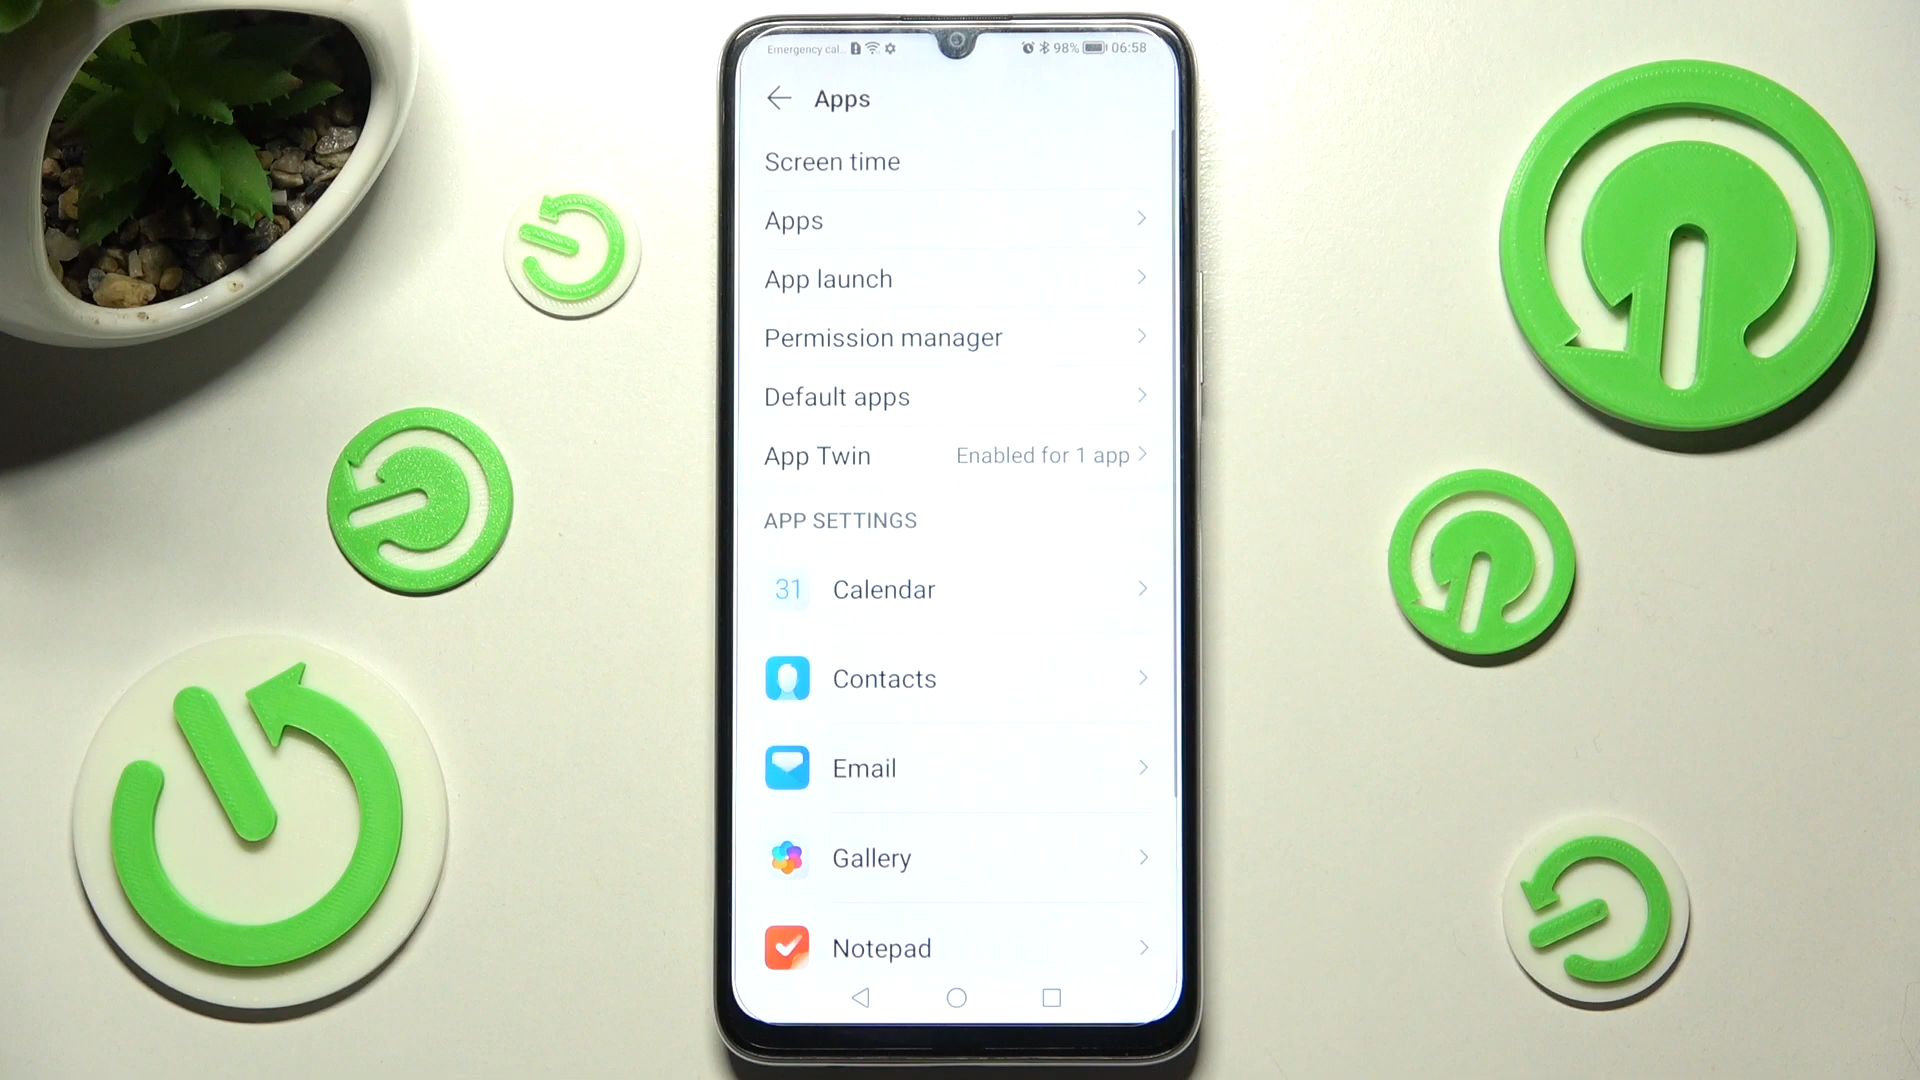 Emergency cal... 98% 06:58
Apps
Screen time
Apps
App launch
Permission manager
Default apps
App Twin Enabled for 1 app
APP SETTINGS
31 Calendar
Contacts
Email
Gallery
Notepad